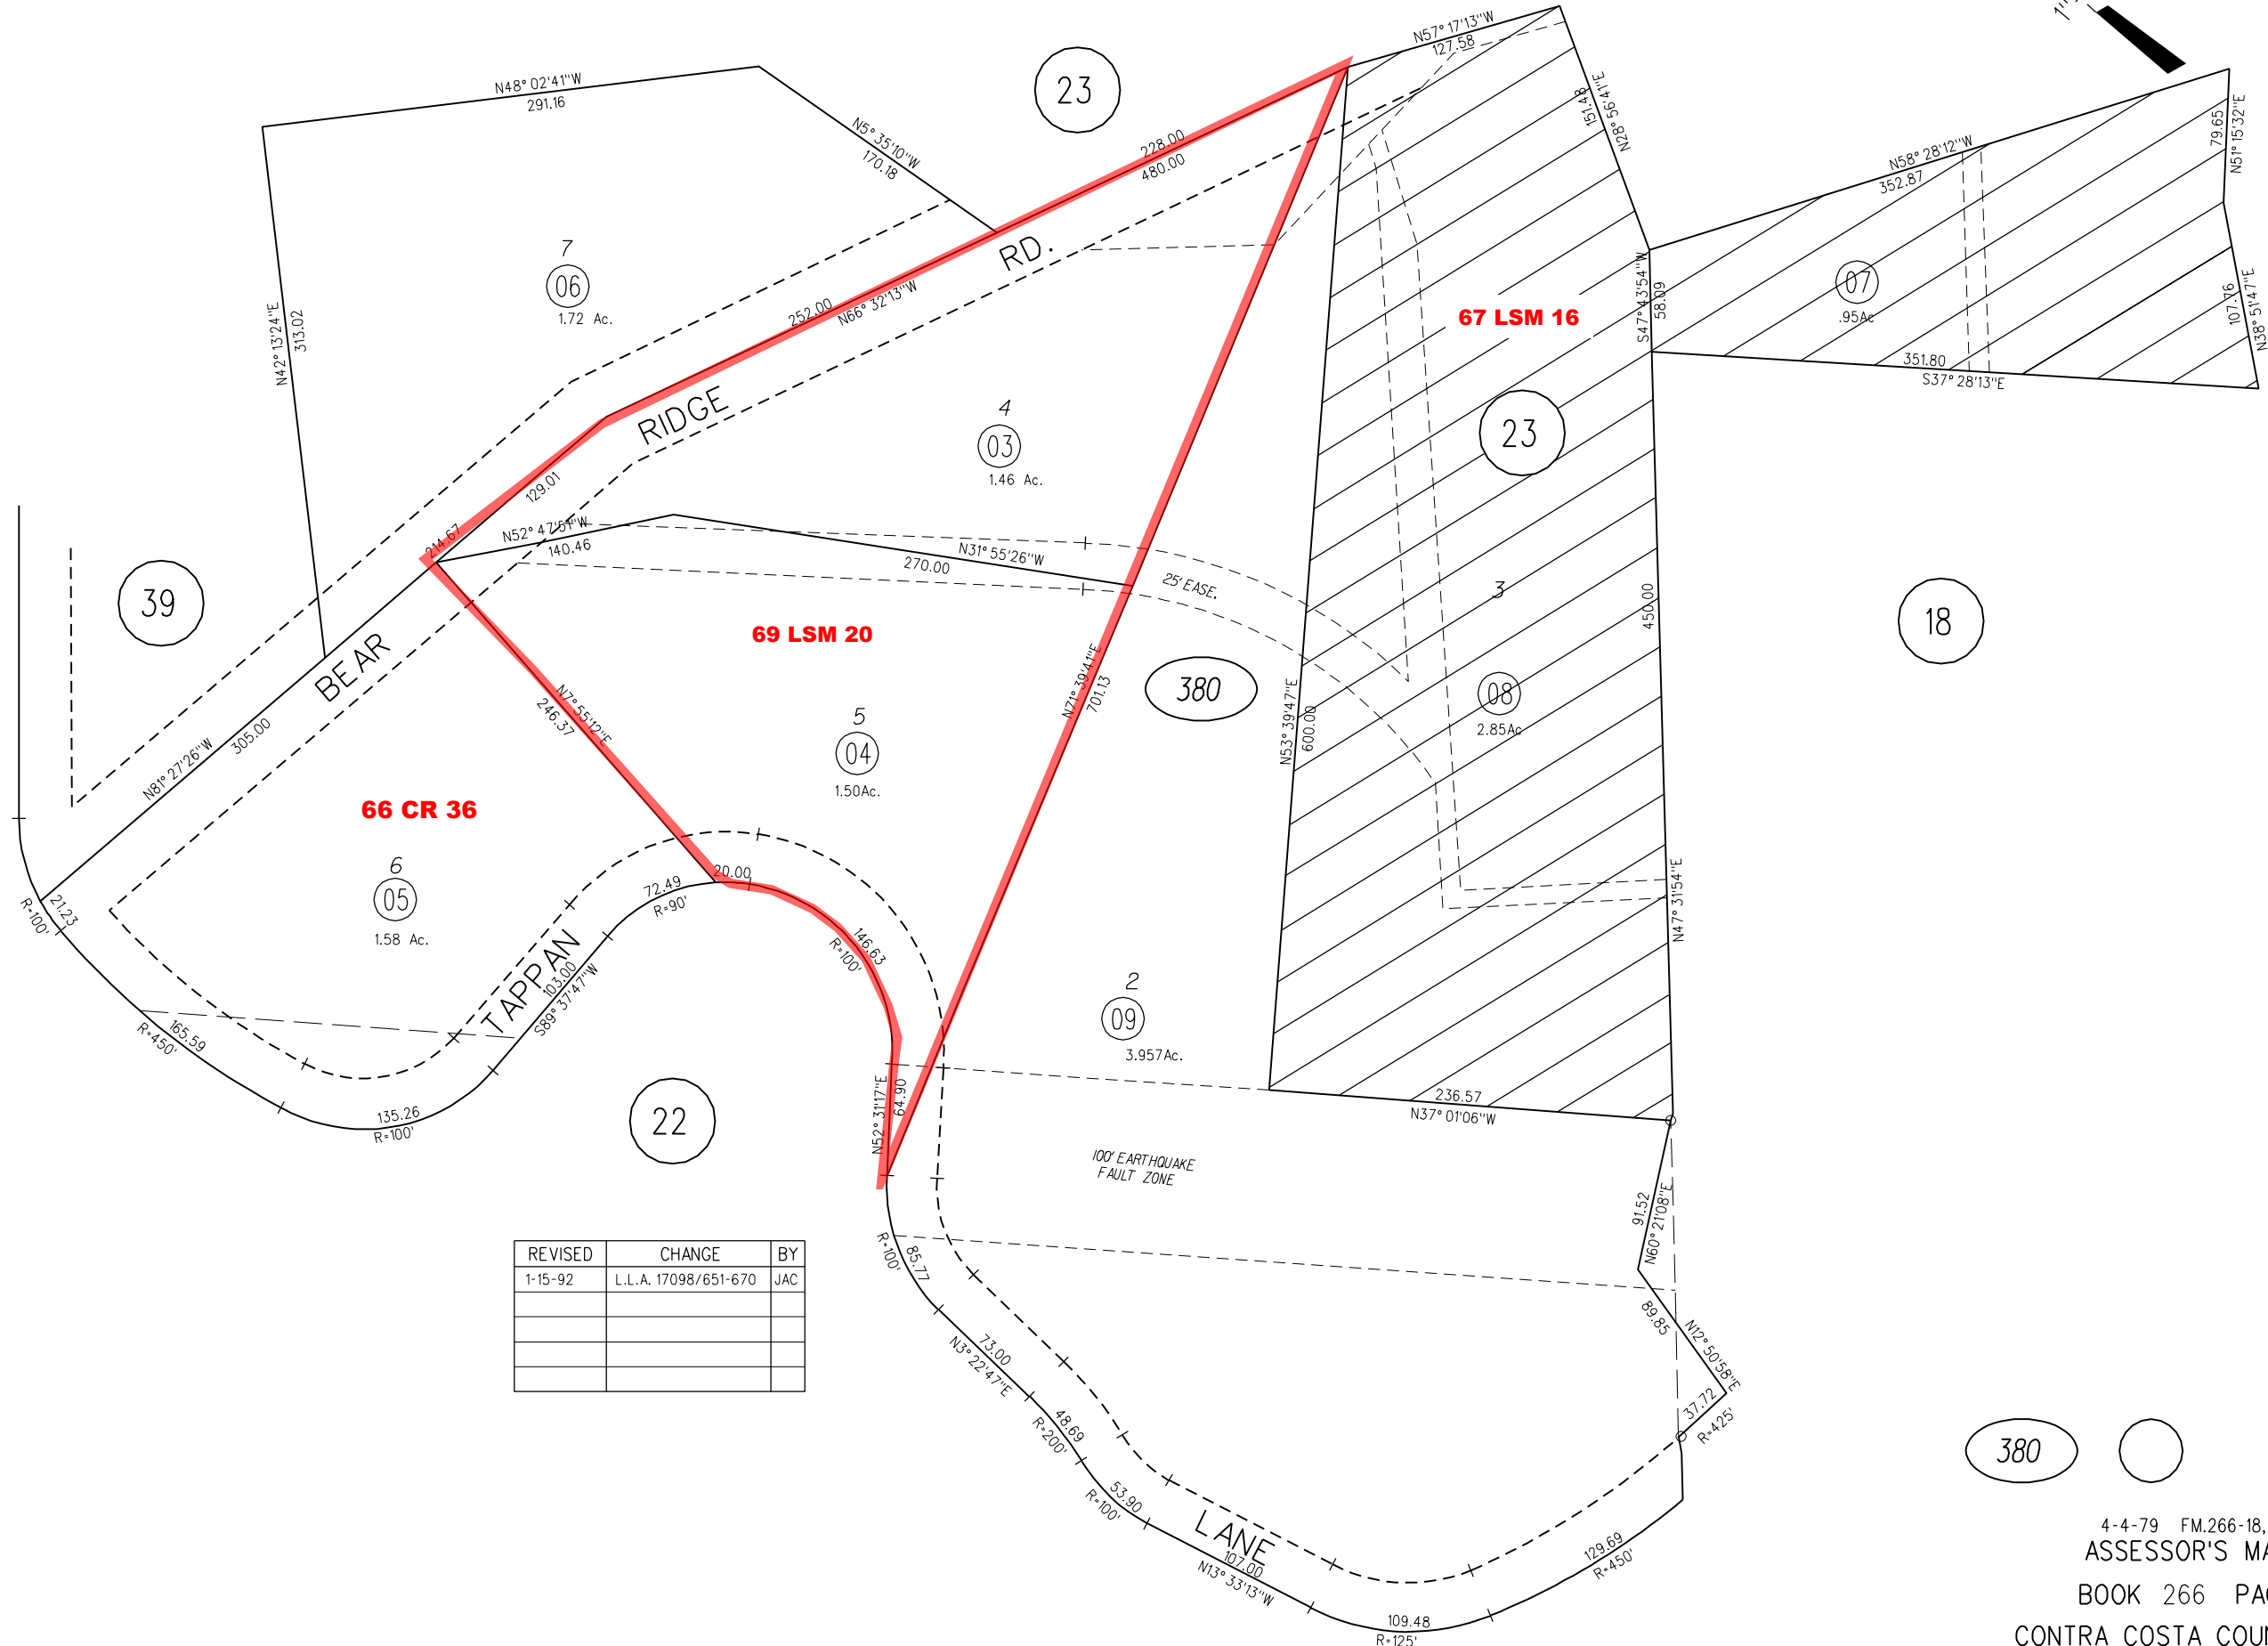 1"=
N57° 17'13"W
127.58
N48° 02'41"W
291.16
23
N5° 35'10"W
170.18
228.00
480.00
151.48
N28° 56'41"E
N58° 28'12"W
352.87
79.65
N51° 15'32"E
7
06
1.72 Ac.
RD.
252.00
N66° 32'13"W
67 LSM 16
S47° 43'54"W
58.09
07
.95Ac
107.76
N38° 51'47"E
351.80
S37° 28'13"E
N42° 13'24"E
313.02
RIDGE
4
03
1.46 Ac.
23
129.01
214.67
N52° 47'51"W
140.46
N31° 55'26"W
270.00
25' EASE.
3
450.00
39
18
BEAR
69 LSM 20
N7° 55'12"E
246.37
N71° 39'41"E
701.13
380
08
2.85Ac
N53° 39'47"E
600.00
N81° 27'26"W
305.00
5
04
1.50Ac.
66 CR 36
6
05
1.58 Ac.
21.23
R=100'
72.49
R=90'
20.00
146.63
R=100'
N47° 31'54"E
TAPPAN
103.00
S89° 37'47"W
2
09
3.957Ac.
165.59
R=450'
135.26
R=100'
22
N52° 31'17"E
64.90
236.57
N37° 01'06"W
100' EARTHQUAKE
FAULT ZONE
91.52
N60° 21'08"E
REVISED CHANGE BY
1-15-92 L.L.A. 17098/651-670 JAC
85.77
R=100'
89.85
N12° 50'58"E
73.00
N3° 22'47"E
37.72
R=425'
48.69
R=200'
53.90
R=100'
LANE
107.00
N13° 33'13"W
129.69
R=450'
109.48
R=125'
380
4-4-79 FM.266-18,
ASSESSOR'S MA
BOOK 266 PAG
CONTRA COSTA COUN